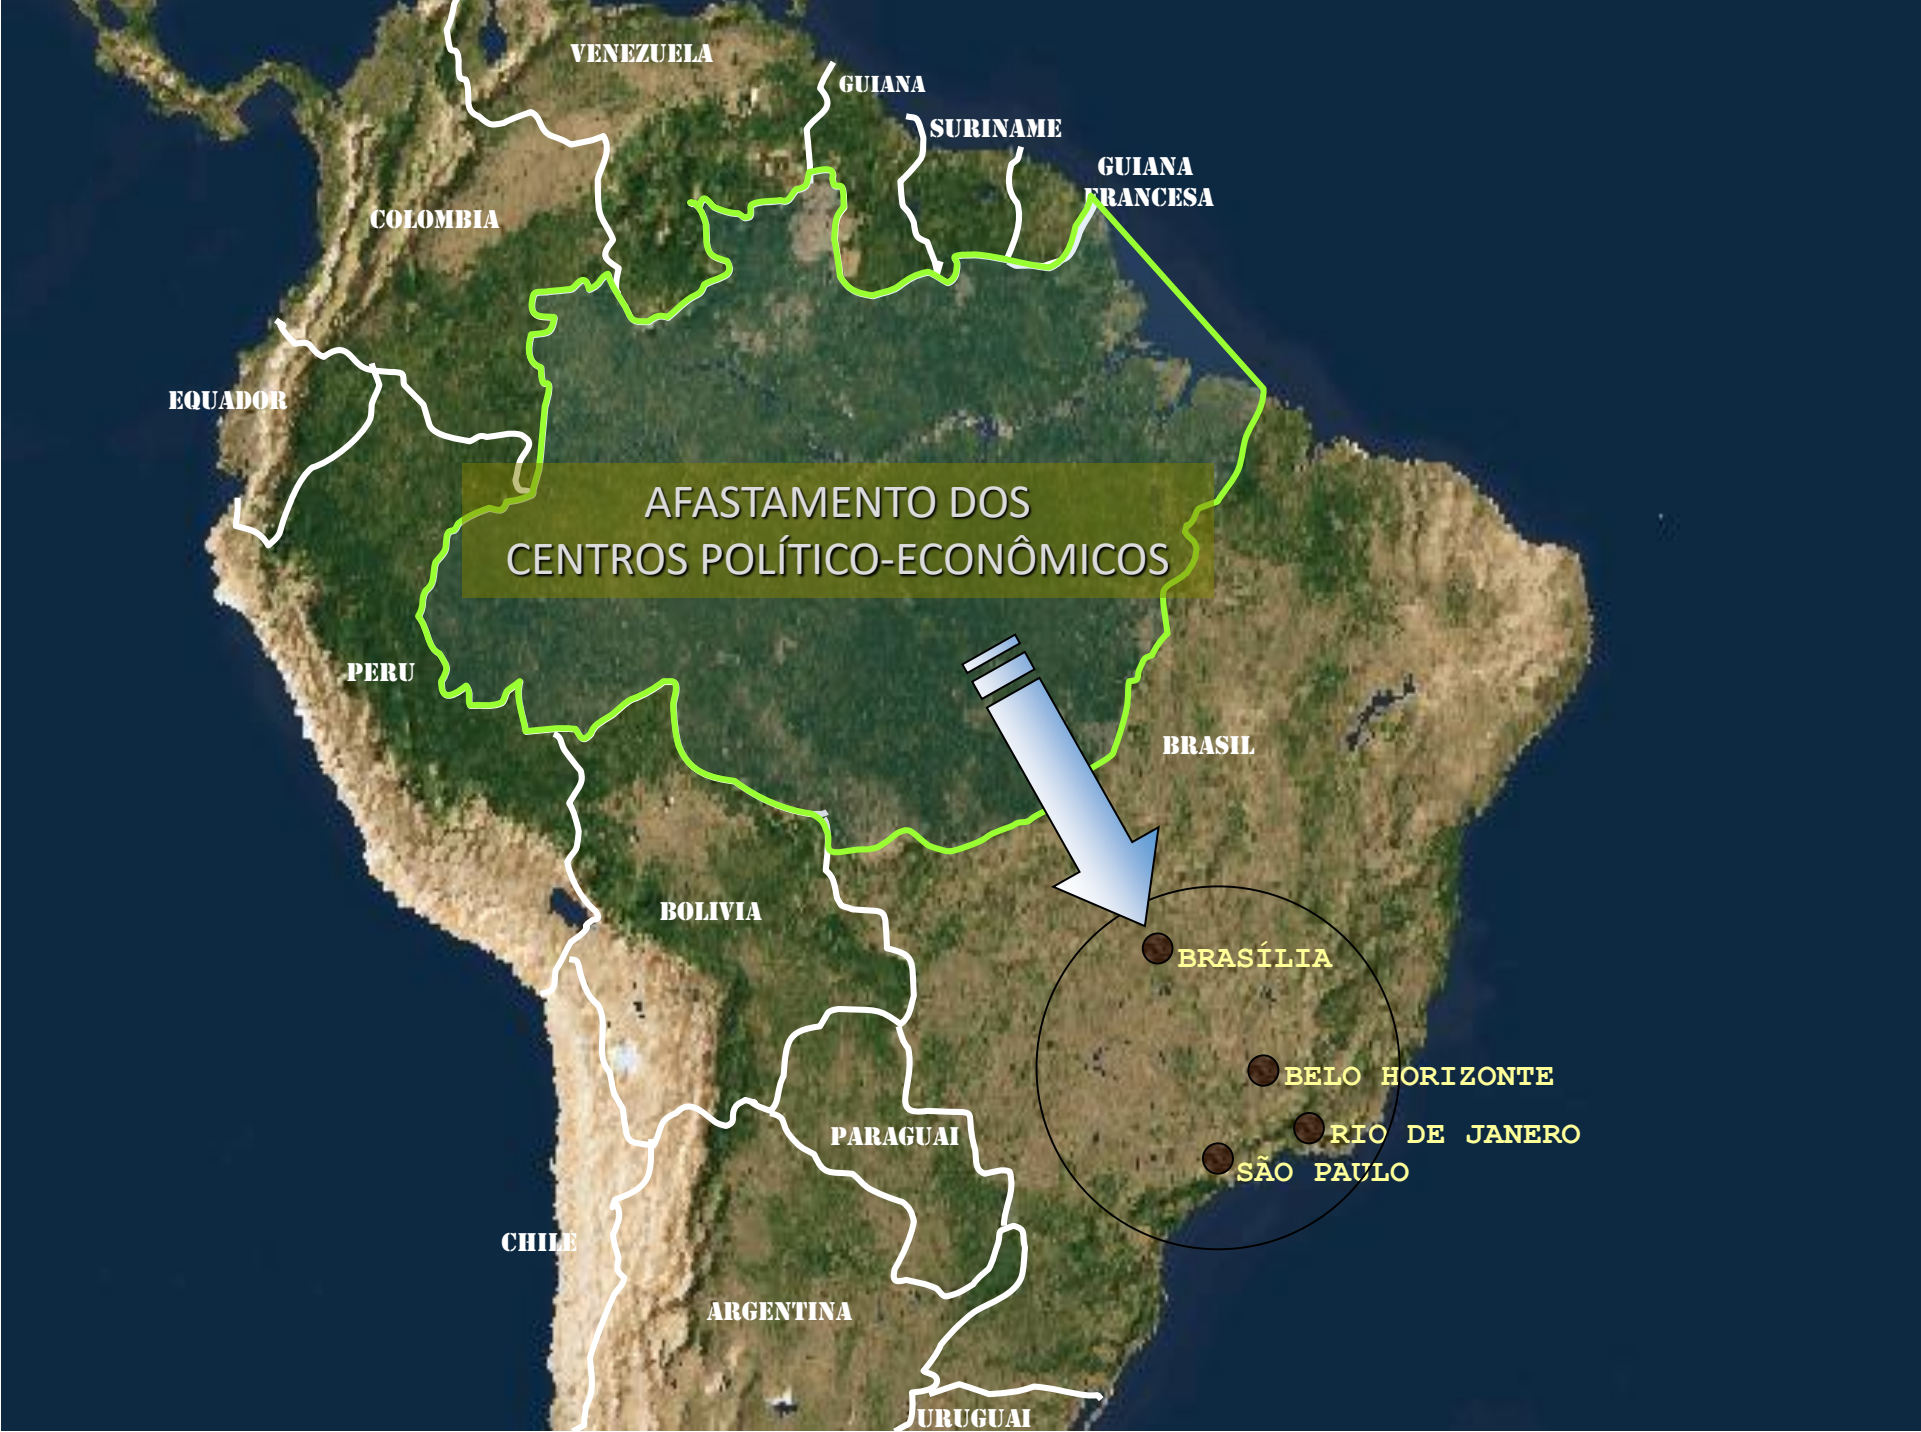 VENEZUELA
GUIANA
SURINAME
GUIANA
FRANCESA
COLOMBIA
EQUADOR
AFASTAMENTO DOS
CENTROS POLÍTICO-ECONÔMICOS
PERU
BRASIL
BOLIVIA
BRASÍLIA
BELO HORIZONTE
RIO DE JANERO
SÃO PAULO
PARAGUAI
CHILE
ARGENTINA
URUGUAI